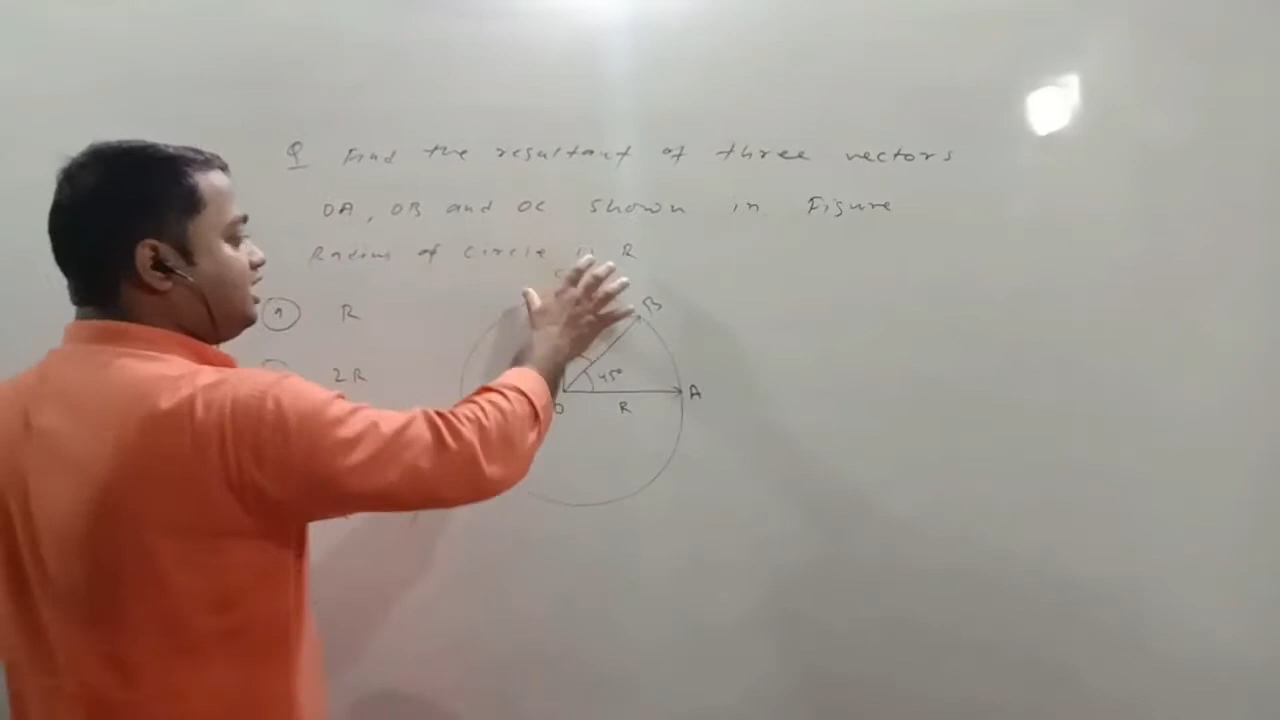 Q Find the resultant of three vectors
OA, OB and OC shown in Figure
Radius of circle R
1 R
2R
B
45°
O R A